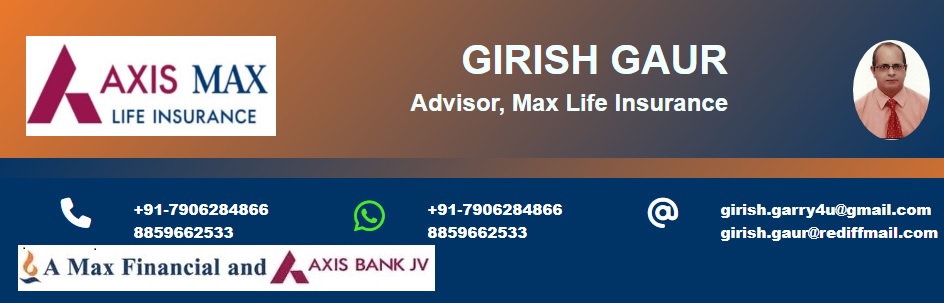 AXIS MAX
LIFE INSURANCE
GIRISH GAUR
Advisor, Max Life Insurance
+91-7906284866
8859662533
+91-7906284866
8859662533
@
girish.garry4u@gmail.com
girish.gaur@rediffmail.com
A Max Financial and AXIS BANK JV